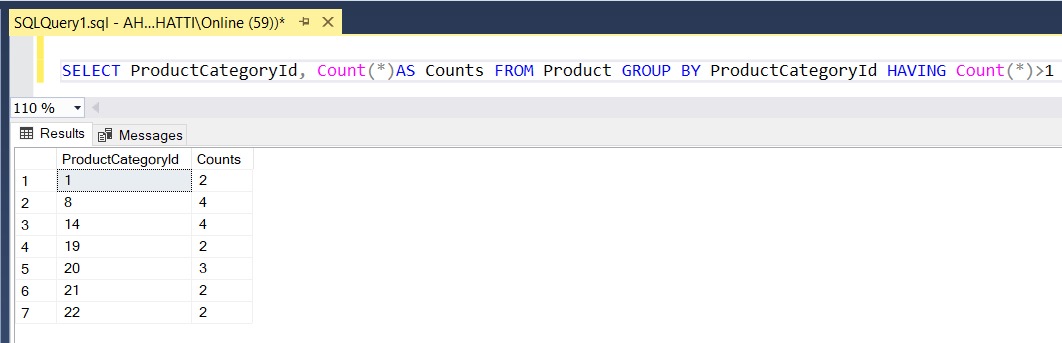 SQLQuery1.sql - AH...HATTI\Online (59))*
SELECT ProductCategoryId, Count(*)AS Counts FROM Product GROUP BY ProductCategoryId HAVING Count(*)>1
110 %
Results Messages
ProductCategoryId Counts
1 1 2
2 8 4
3 14 4
4 19 2
5 20 3
6 21 2
7 22 2